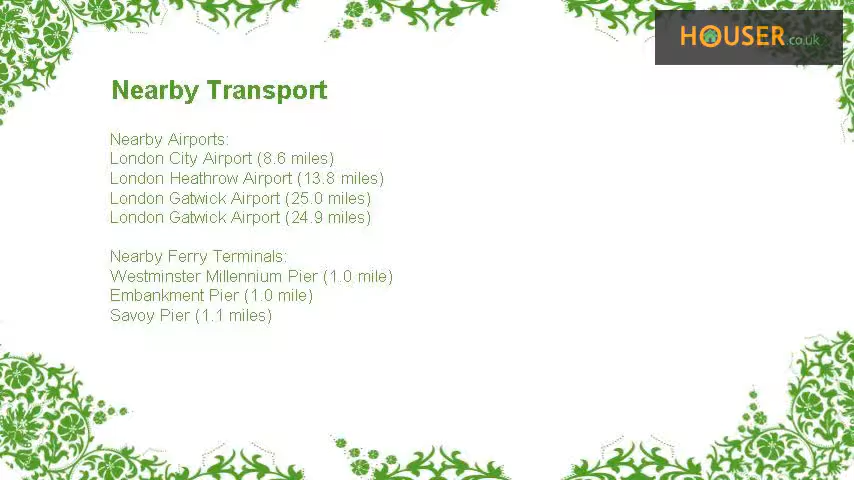 HOUSER.co.uk
Nearby Transport
Nearby Airports:
London City Airport (8.6 miles)
London Heathrow Airport (13.8 miles)
London Gatwick Airport (25.0 miles)
London Gatwick Airport (24.9 miles)
Nearby Ferry Terminals:
Westminster Millennium Pier (1.0 mile)
Embankment Pier (1.0 mile)
Savoy Pier (1.1 miles)